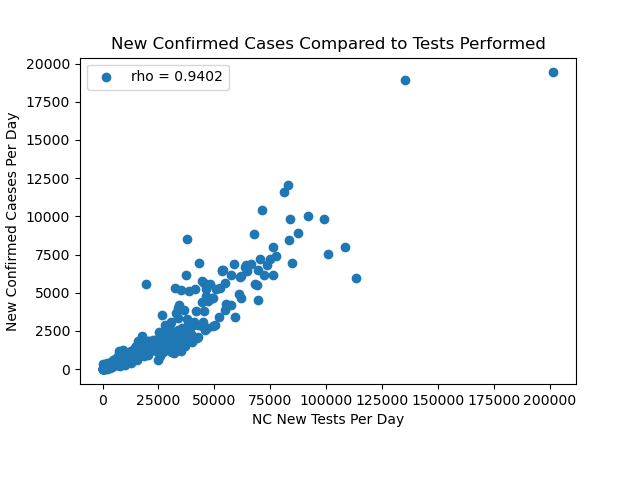 New Confirmed Cases Compared to Tests Performed
rho = 0.9402
New Confirmed Caeses Per Day
20000
17500
15000
12500
10000
7500
5000
2500
0
0 25000 50000 75000 100000 125000 150000 175000 200000
NC New Tests Per Day